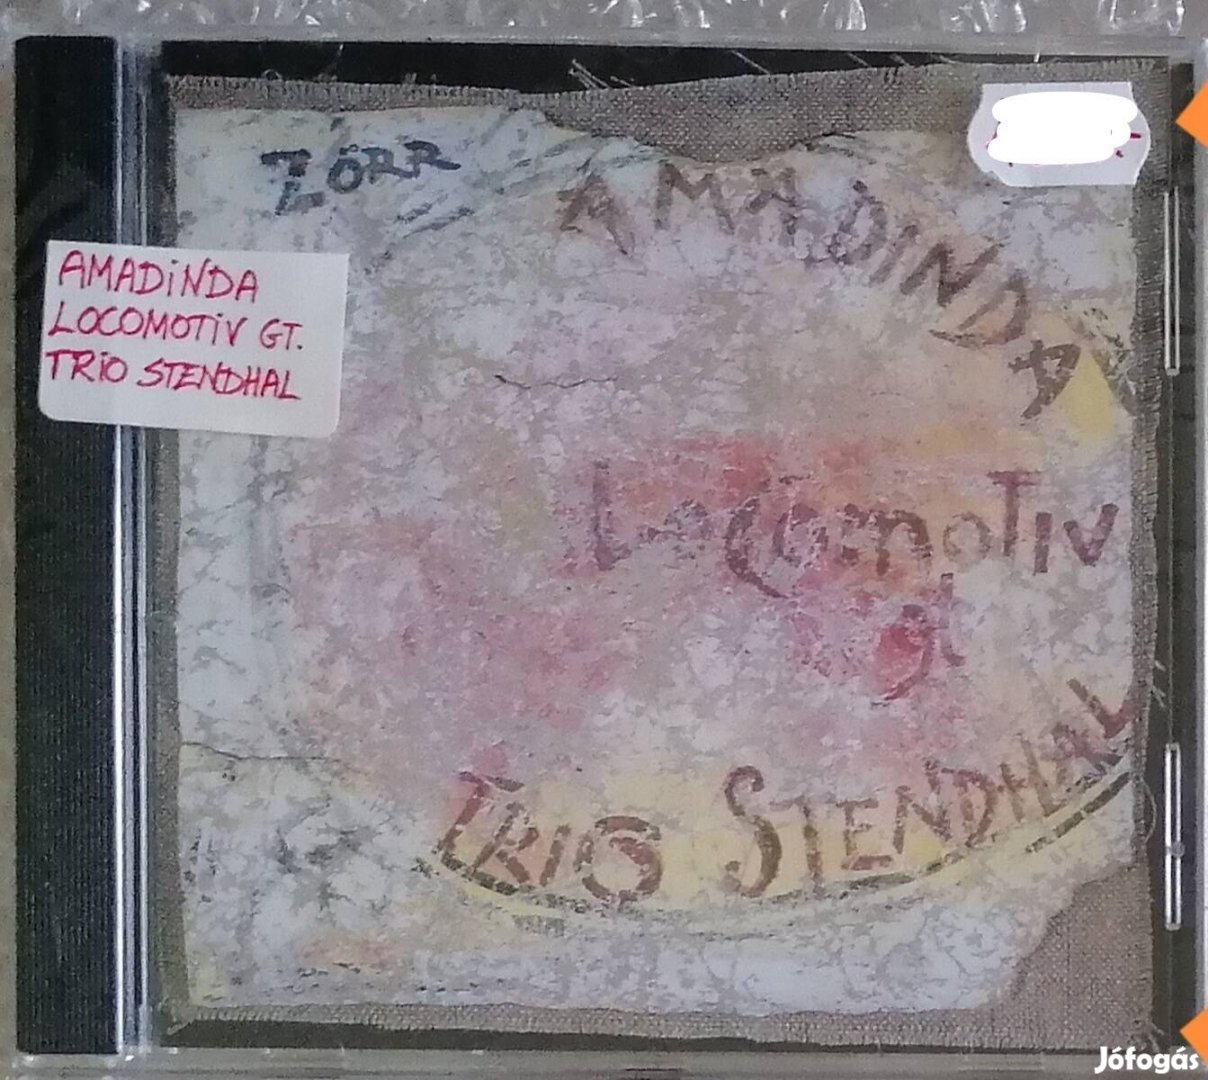 ZÖRR
AMADINDA
AMADiNDA
LOCOMOTiV GT.
TRiO STENDHAL
LocomoTIV
gt
TRIO STENDHAL
Jófogás